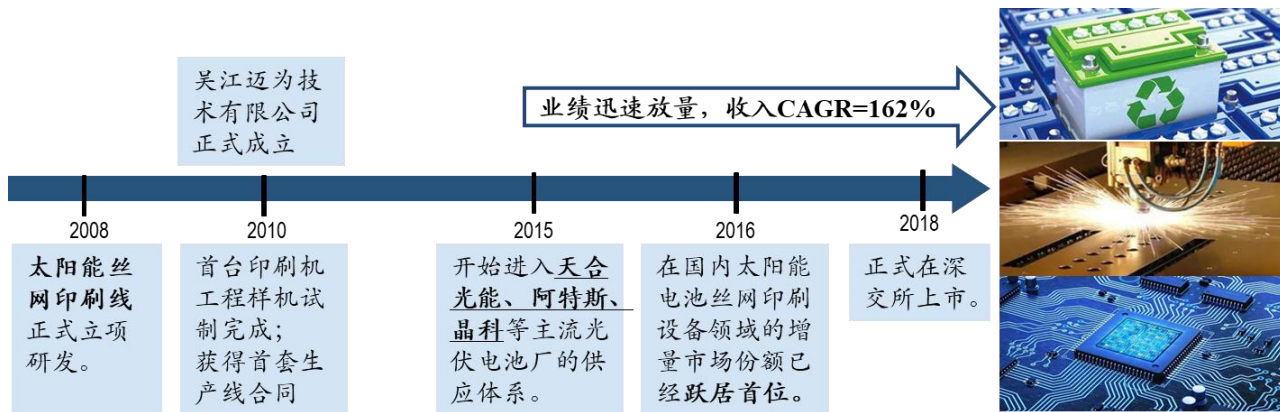 吴江迈为技
术有限公司
正式成立
业绩迅速放量，收入CAGR=162%
2008
2010
2015
2016
2018
太阳能丝
网印刷线
正式立项
研发。
首台印刷机
工程样机试
制完成；
获得首套生
产线合同
开始进入天合
光能、阿特斯、
晶科等主流光
伏电池厂的供
应体系。
在国内太阳能
电池丝网印刷
设备领域的增
量市场份额已
经跃居首位。
正式在深
交所上市。